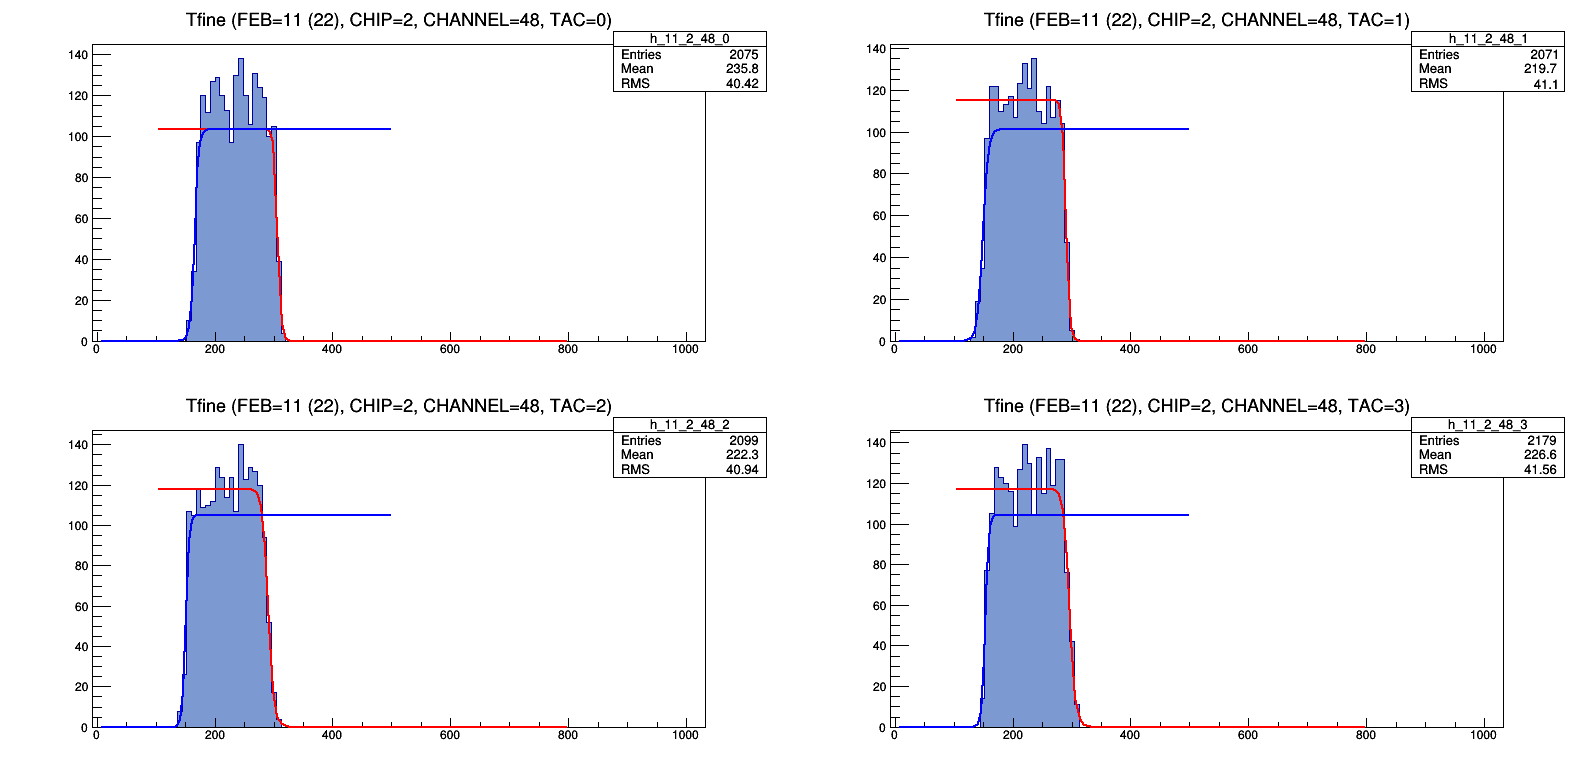 Tfine (FEB=11 (22), CHIP=2, CHANNEL=48, TAC=0)
h_11_2_48_0
Entries 2075
Mean 235.8
RMS 40.42
140
120
100
80
60
40
20
0
0 200 400 600 800 1000
Tfine (FEB=11 (22), CHIP=2, CHANNEL=48, TAC=1)
h_11_2_48_1
Entries 2071
Mean 219.7
RMS 41.1
140
120
100
80
60
40
20
0
0 200 400 600 800 1000
Tfine (FEB=11 (22), CHIP=2, CHANNEL=48, TAC=2)
h_11_2_48_2
Entries 2099
Mean 222.3
RMS 40.94
140
120
100
80
60
40
20
0
0 200 400 600 800 1000
Tfine (FEB=11 (22), CHIP=2, CHANNEL=48, TAC=3)
h_11_2_48_3
Entries 2179
Mean 226.6
RMS 41.56
140
120
100
80
60
40
20
0
0 200 400 600 800 1000